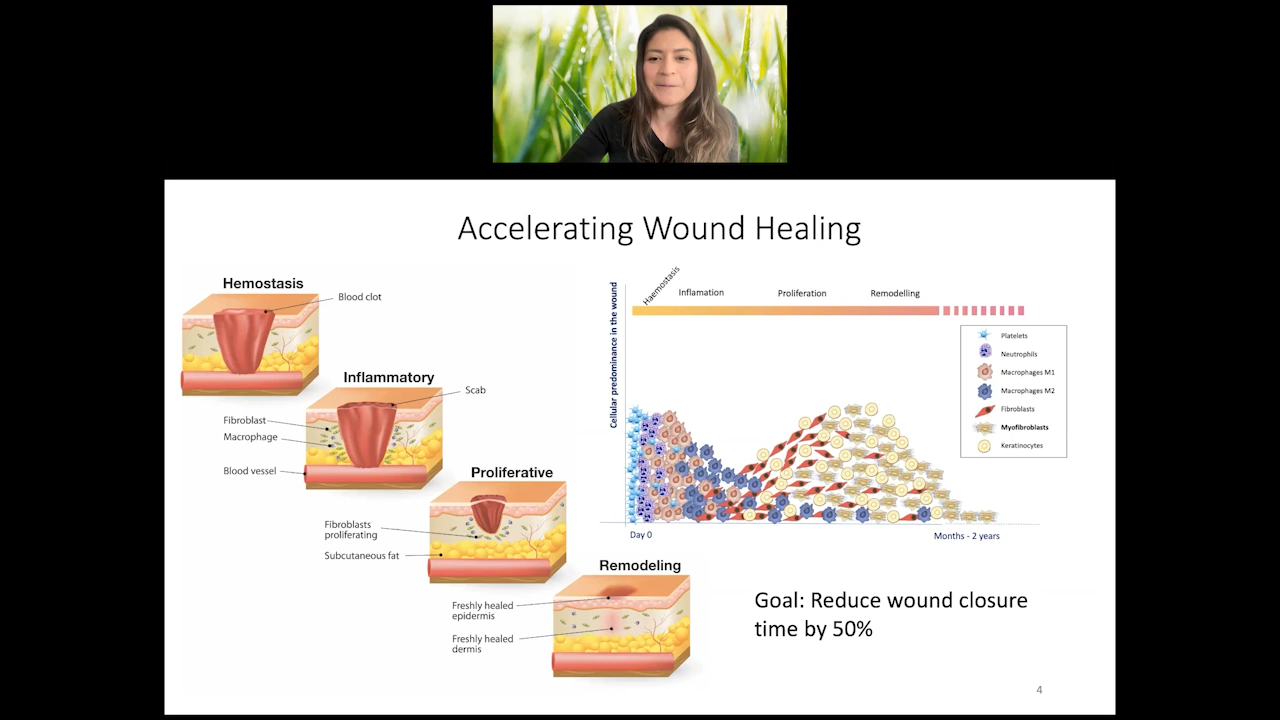 Accelerating Wound Healing
Hemostasis
Blood clot
Inflammatory
Scab
Fibroblast
Macrophage
Blood vessel
Proliferative
Fibroblasts
proliferating
Subcutaneous fat
Remodeling
Freshly healed
epidermis
Freshly healed
dermis
Cellular predominance in the wound
Haemostasis
Inflamation
Proliferation
Remodelling
Platelets
Neutrophils
Macrophages M1
Macrophages M2
Fibroblasts
Myofibroblasts
Keratinocytes
Day 0
Months - 2 years
Goal: Reduce wound closure
time by 50%
4